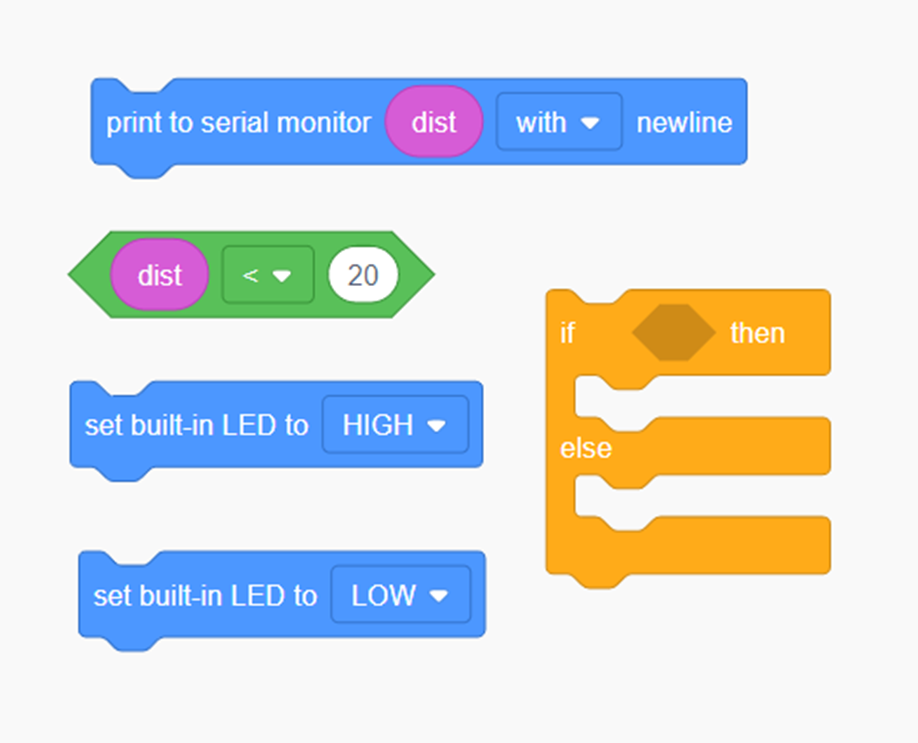 print to serial monitor dist with newline
dist < 20
if then
set built-in LED to HIGH
else
set built-in LED to LOW